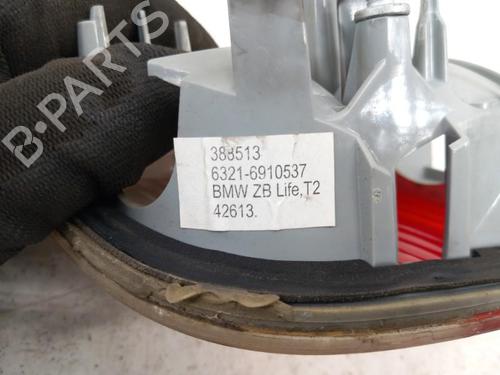 388513
6321-6910537
BMW ZB Life,T2
42613.
B-PARTS